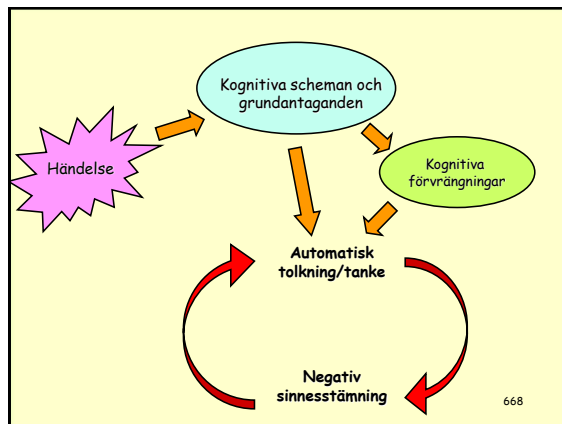 Kognitiva scheman och
grundantaganden
Händelse
Kognitiva
förvrängningar
Automatisk
tolkning/tanke
Negativ
sinnesstämning
668